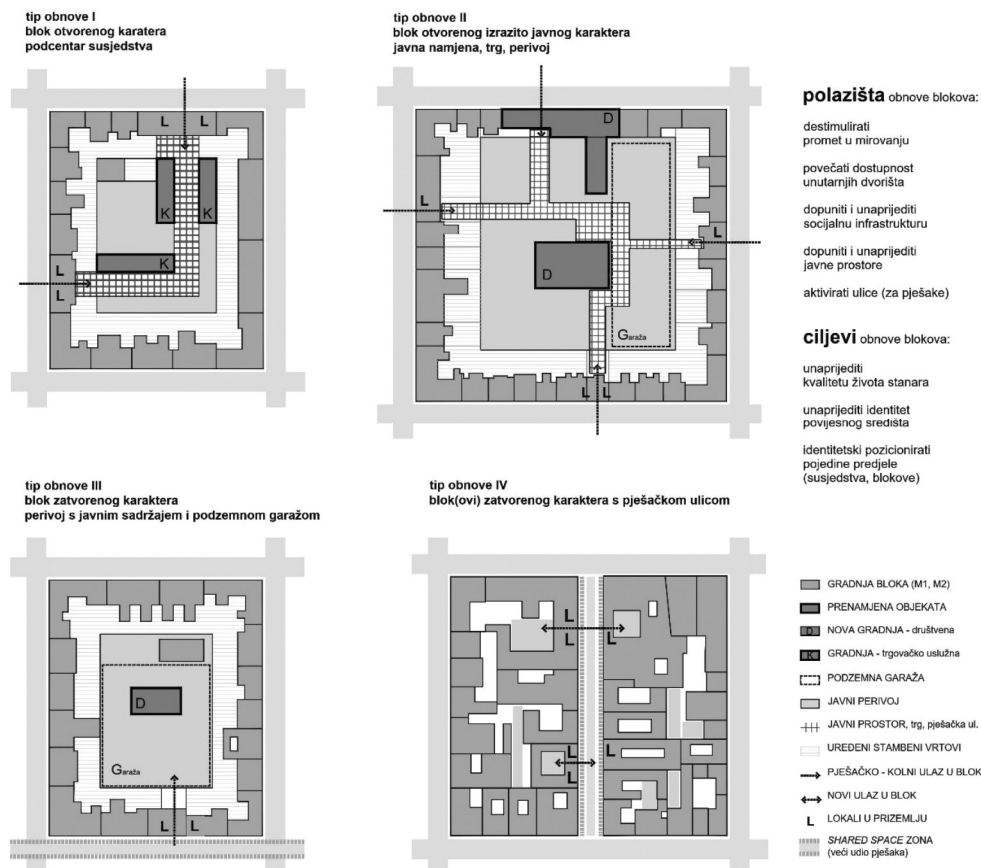 tip obnove I
blok otvorenog karatera
podcentar susjedstva
L
L
K
K
K
L
L
tip obnove II
blok otvorenog izrazito javnog karaktera
javna namjena, trg, perivoj
D
L
L
D
Garaža
L
L
polazišta obnove blokova:
destimulirati
promet u mirovanju
povečati dostupnost
unutarnjih dvorišta
dopuniti i unaprijediti
socijalnu infrastrukturu
dopuniti i unaprijediti
javne prostore
aktivirati ulice (za pješake)
ciljevi obnove blokova:
unaprijediti
kvalitetu života stanara
unaprijediti identitet
povijesnog središta
identitetski pozicionirati
pojedine predjele
(susjedstva, blokove)
tip obnove III
blok zatvorenog karaktera
perivoj s javnim sadržajem i podzemnom garažom
D
Garaža
L
L
tip obnove IV
blok(ovi) zatvorenog karaktera s pješačkom ulicom
L
L
L
L
L
L
GRADNJA BLOKA (M1, M2)
PRENAMJENA OBJEKATA
D NOVA GRADNJA - društvena
K GRADNJA - trgovačko uslužna
PODZEMNA GARAŽA
JAVNI PERIVOJ
JAVNI PROSTOR, trg, pješačka ul.
UREĐENI STAMBENI VRTOVI
PJEŠAČKO - KOLNI ULAZ U BLOK
NOVI ULAZ U BLOK
L LOKALI U PRIZEMLJU
SHARED SPACE ZONA
(veći udio pješaka)